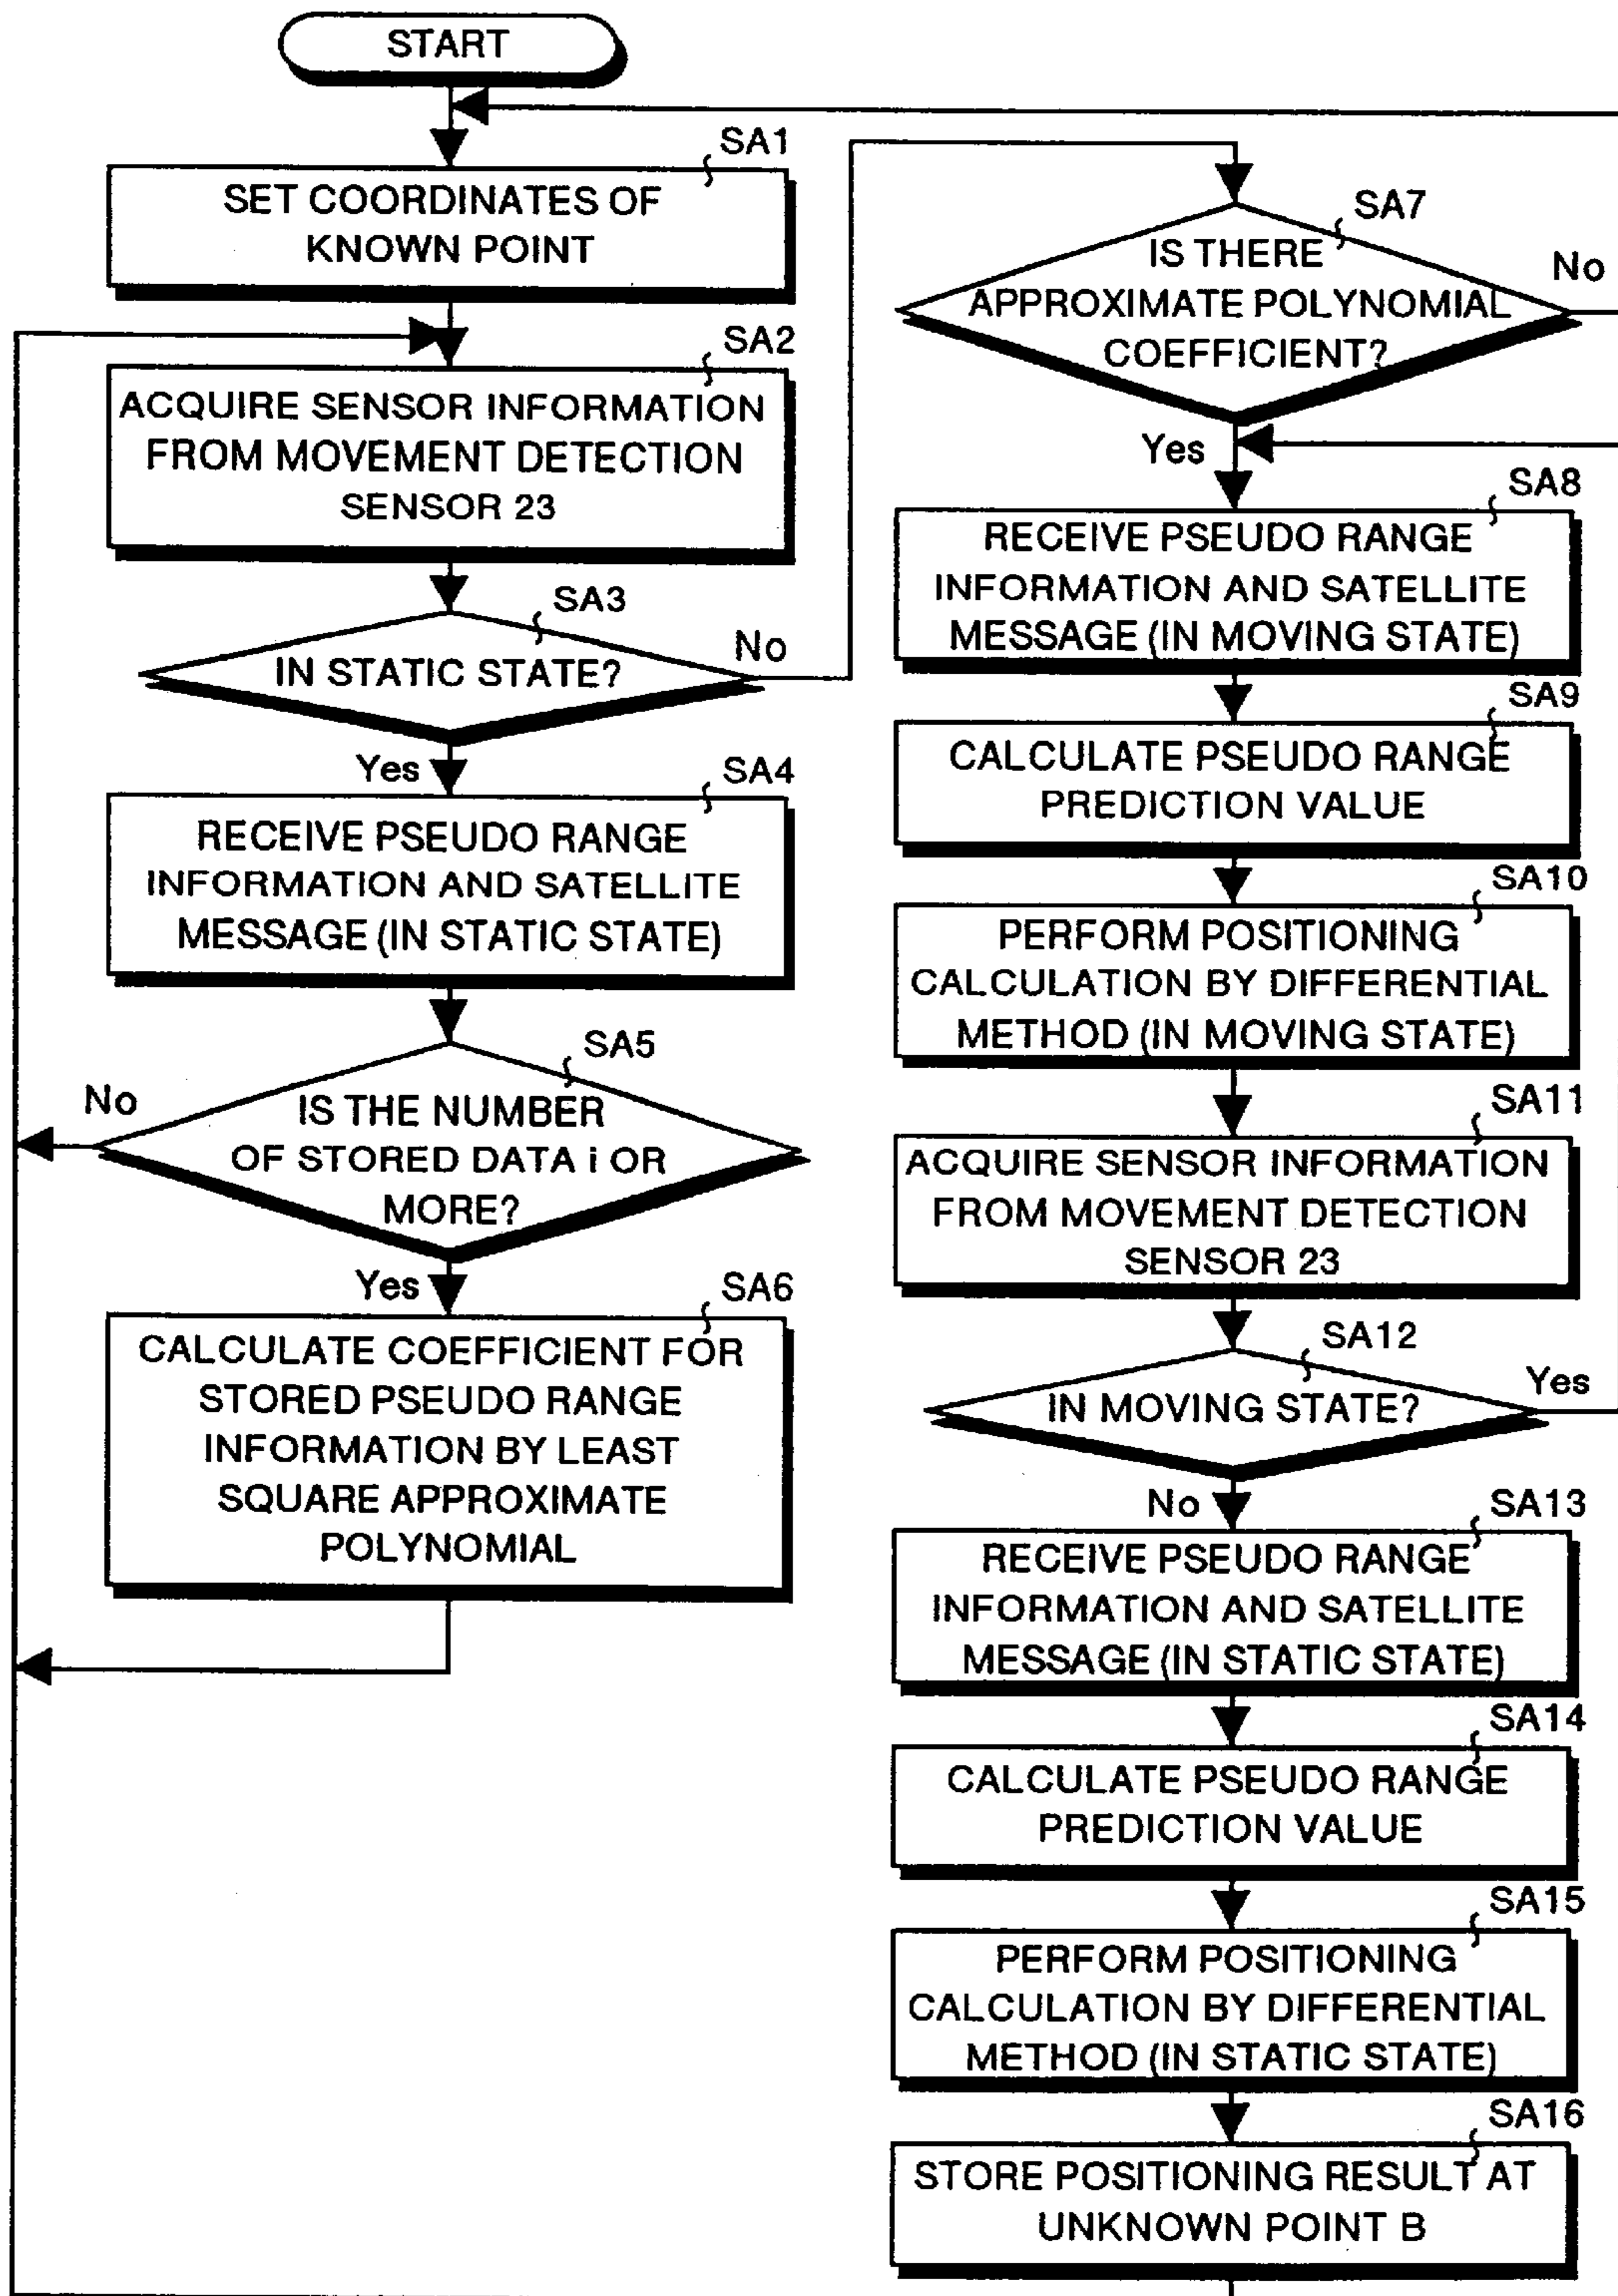 START
SA1
SET COORDINATES OF
KNOWN POINT
SA2
ACQUIRE SENSOR INFORMATION
FROM MOVEMENT DETECTION
SENSOR 23
SA3
IN STATIC STATE?
No
Yes
SA4
RECEIVE PSEUDO RANGE
INFORMATION AND SATELLITE
MESSAGE (IN STATIC STATE)
SA5
No
IS THE NUMBER
OF STORED DATA i OR
MORE?
Yes
SA6
CALCULATE COEFFICIENT FOR
STORED PSEUDO RANGE
INFORMATION BY LEAST
SQUARE APPROXIMATE
POLYNOMIAL
SA7
IS THERE
APPROXIMATE POLYNOMIAL
COEFFICIENT?
No
Yes
SA8
RECEIVE PSEUDO RANGE
INFORMATION AND SATELLITE
MESSAGE (IN MOVING STATE)
SA9
CALCULATE PSEUDO RANGE
PREDICTION VALUE
SA10
PERFORM POSITIONING
CALCULATION BY DIFFERENTIAL
METHOD (IN MOVING STATE)
SA11
ACQUIRE SENSOR INFORMATION
FROM MOVEMENT DETECTION
SENSOR 23
SA12
IN MOVING STATE?
Yes
No
SA13
RECEIVE PSEUDO RANGE
INFORMATION AND SATELLITE
MESSAGE (IN STATIC STATE)
SA14
CALCULATE PSEUDO RANGE
PREDICTION VALUE
SA15
PERFORM POSITIONING
CALCULATION BY DIFFERENTIAL
METHOD (IN STATIC STATE)
SA16
STORE POSITIONING RESULT AT
UNKNOWN POINT B